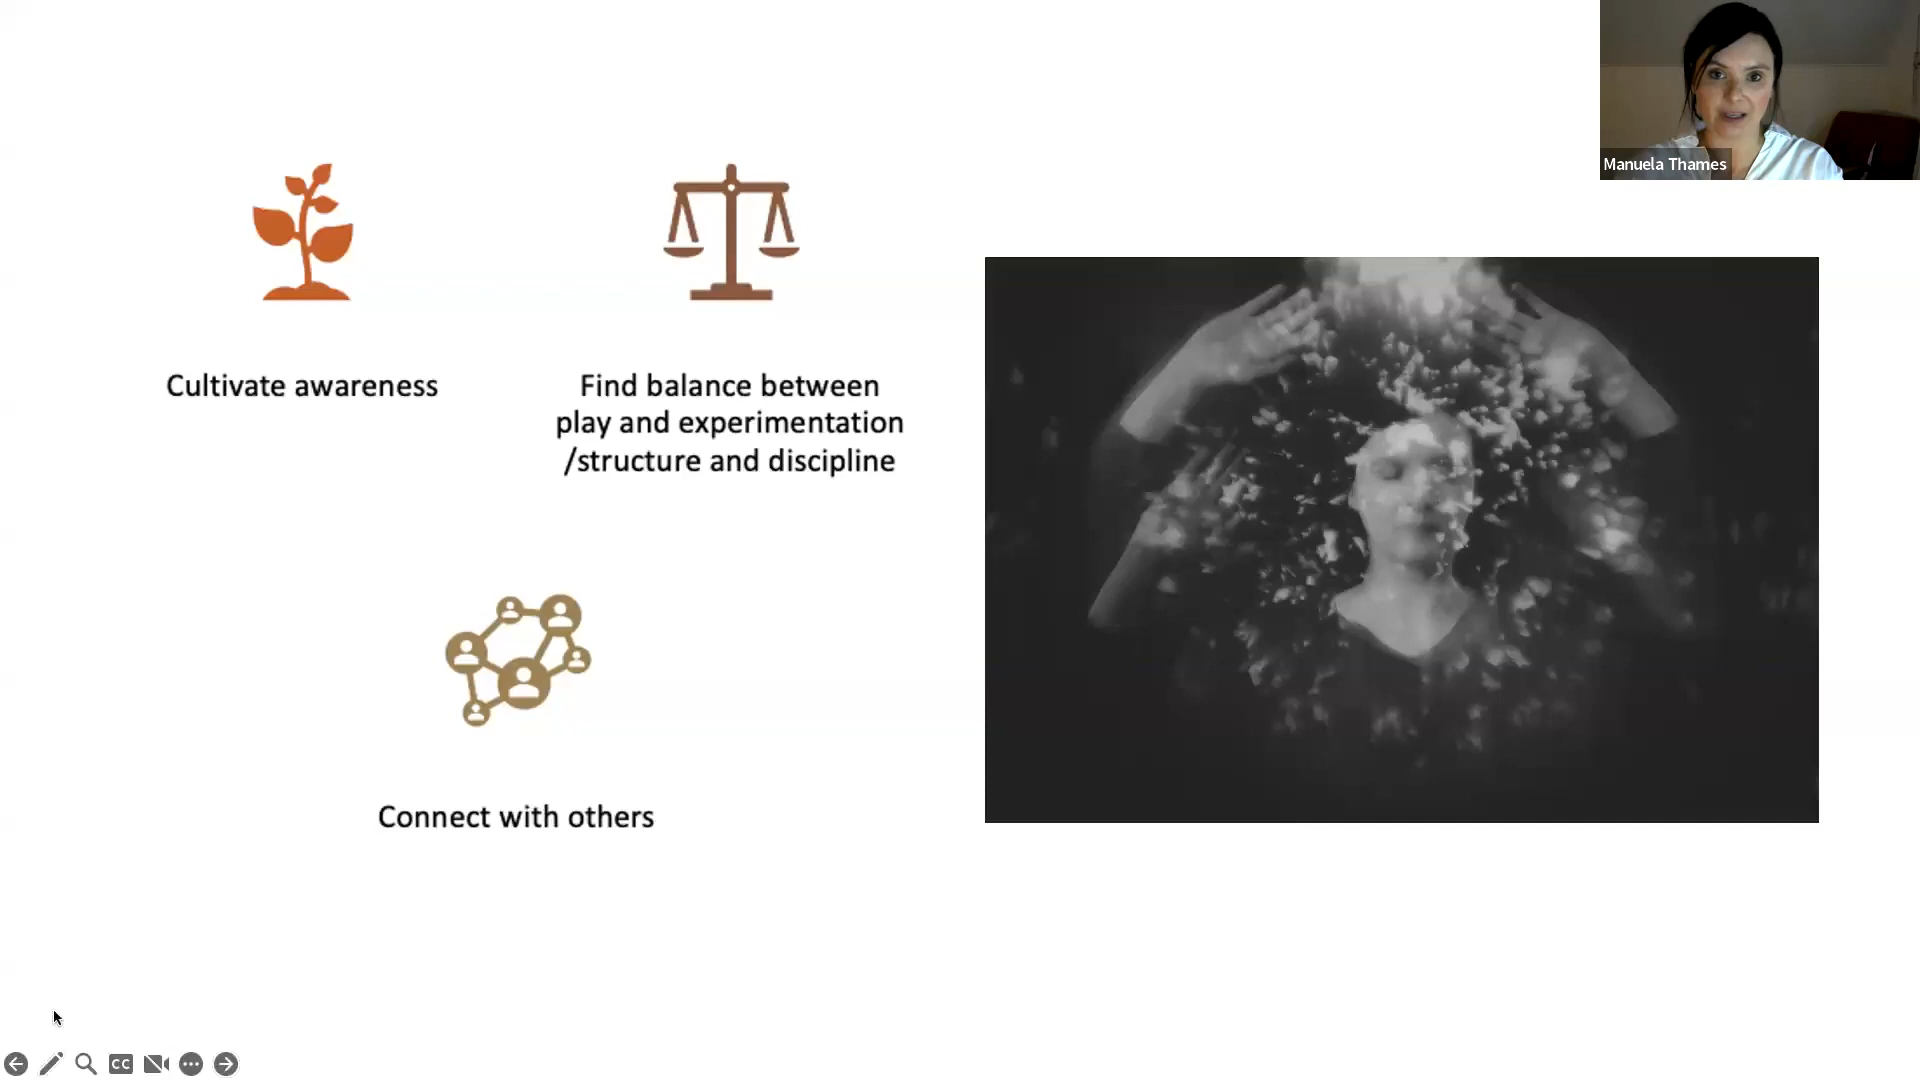 Manuela Thames
Cultivate awareness
Find balance between
play and experimentation
/structure and discipline
Connect with others
CC